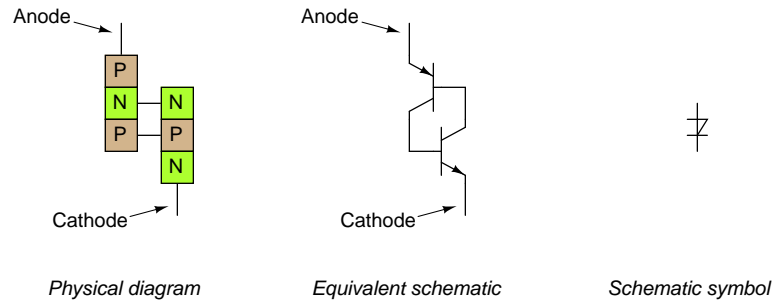 Anode
P
N
N
P
P
N
Cathode
Physical diagram
Anode
Cathode
Equivalent schematic
Schematic symbol